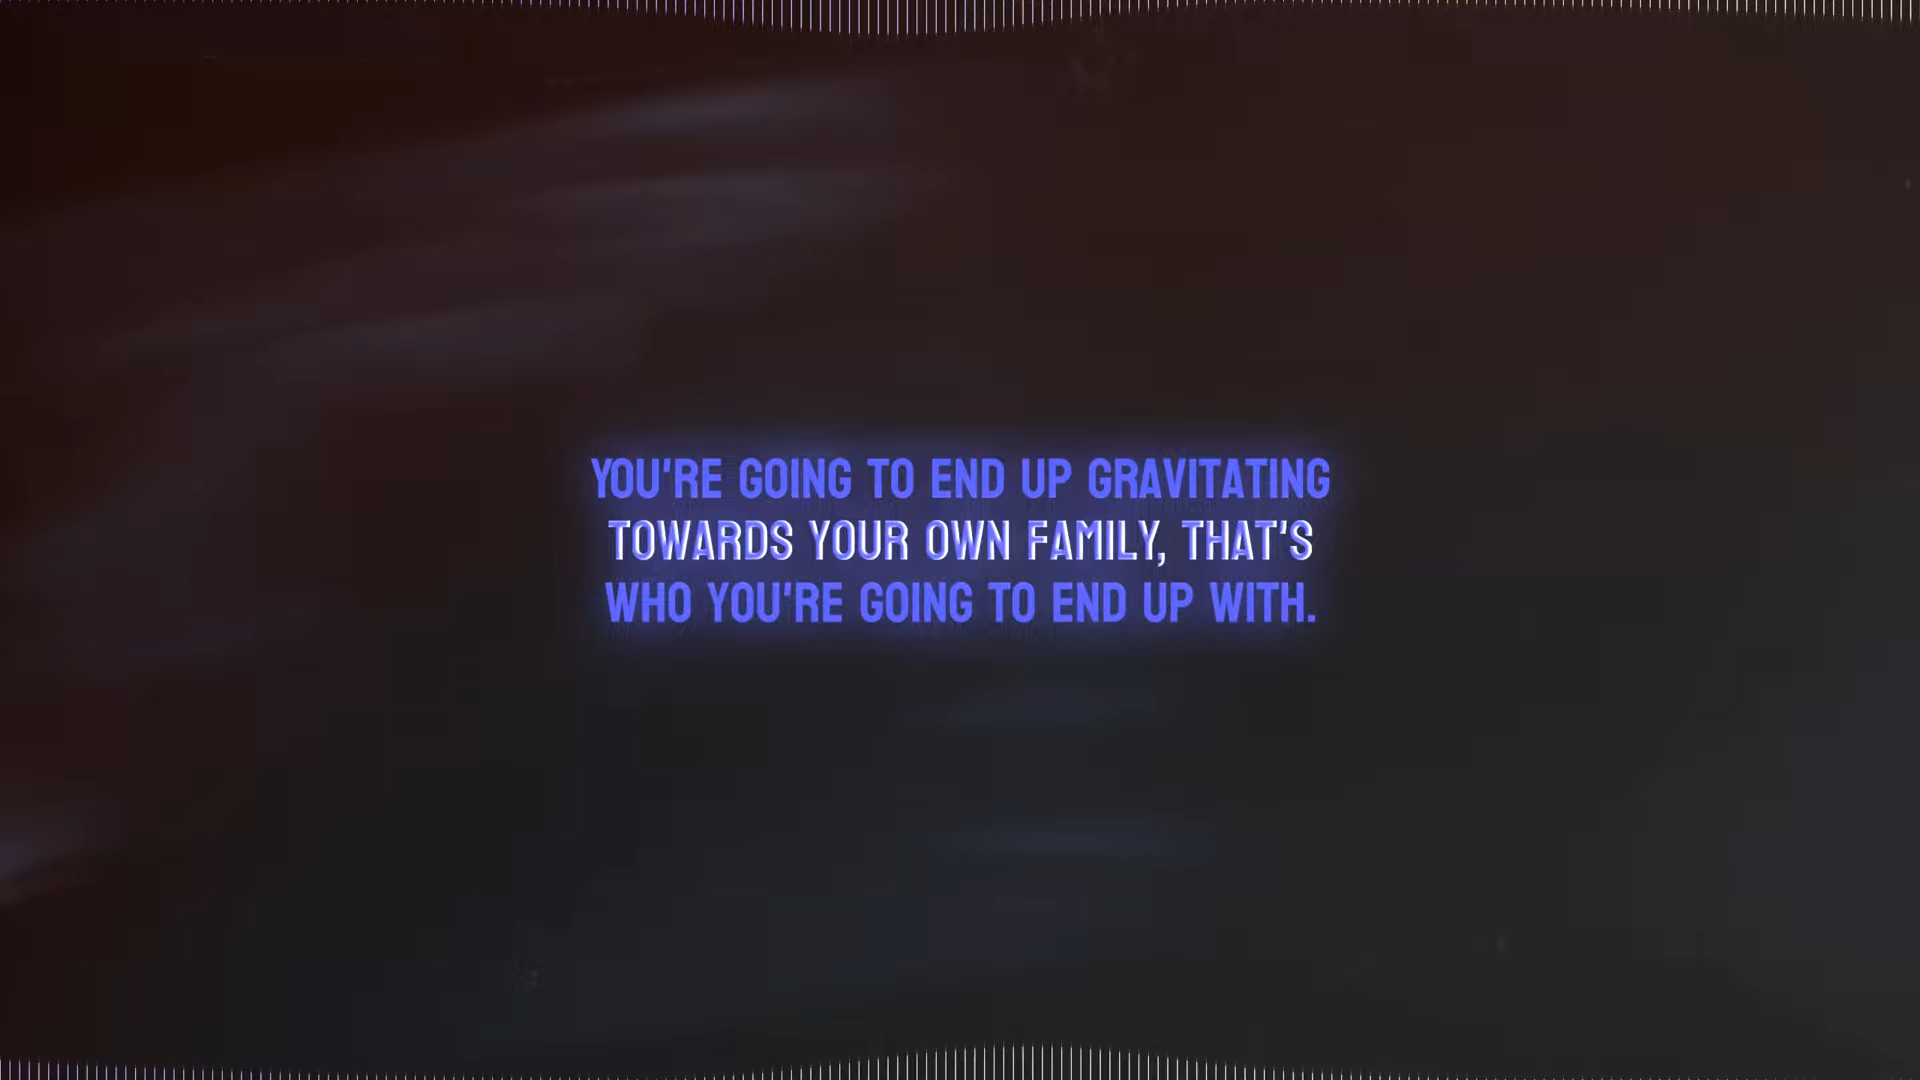 YOU'RE GOING TO END UP GRAVITATING
TOWARDS YOUR OWN FAMILY, THAT'S
WHO YOU'RE GOING TO END UP WITH.